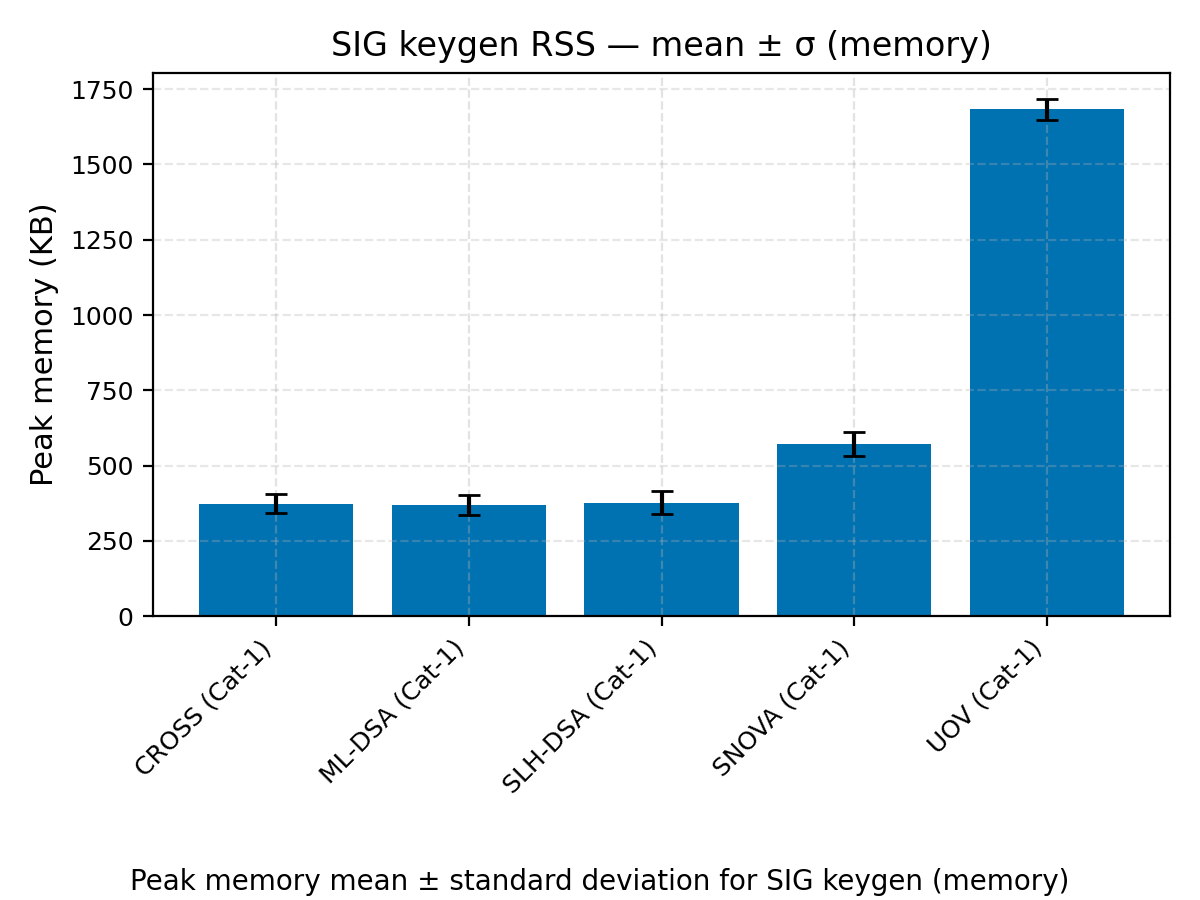 SIG keygen RSS — mean ± σ (memory)
Peak memory (KB)
1750
1500
1250
1000
750
500
250
0
CROSS (Cat-1)
ML-DSA (Cat-1)
SLH-DSA (Cat-1)
SNOVA (Cat-1)
UOV (Cat-1)
Peak memory mean ± standard deviation for SIG keygen (memory)